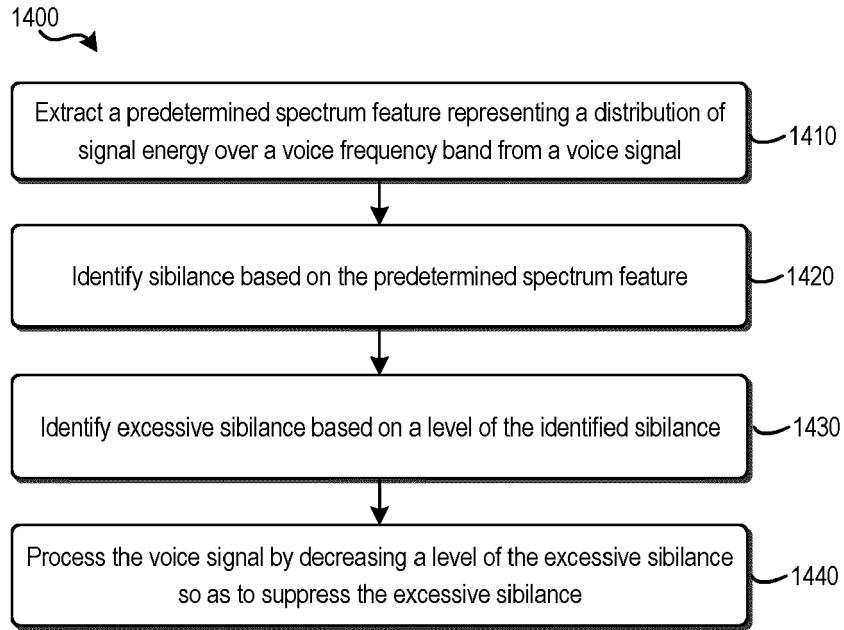 1400
Extract a predetermined spectrum feature representing a distribution of
signal energy over a voice frequency band from a voice signal
1410
Identify sibilance based on the predetermined spectrum feature
1420
Identify excessive sibilance based on a level of the identified sibilance
1430
Process the voice signal by decreasing a level of the excessive sibilance
so as to suppress the excessive sibilance
1440